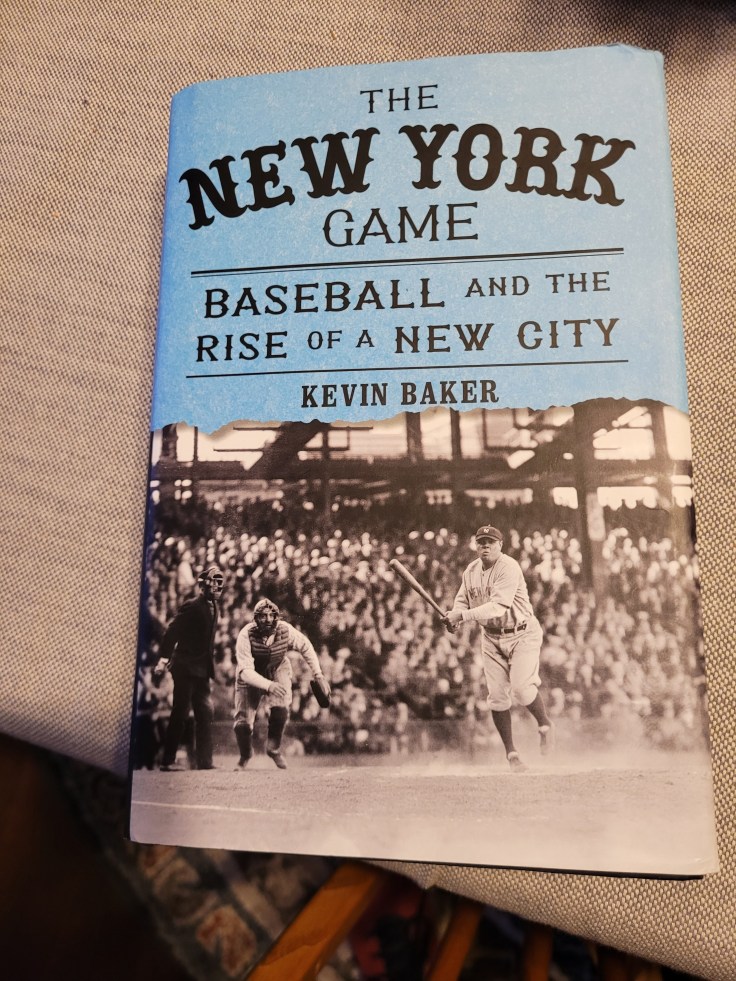 THE
NEW YORK
GAME
BASEBALL AND THE
RISE OF A NEW CITY
KEVIN BAKER